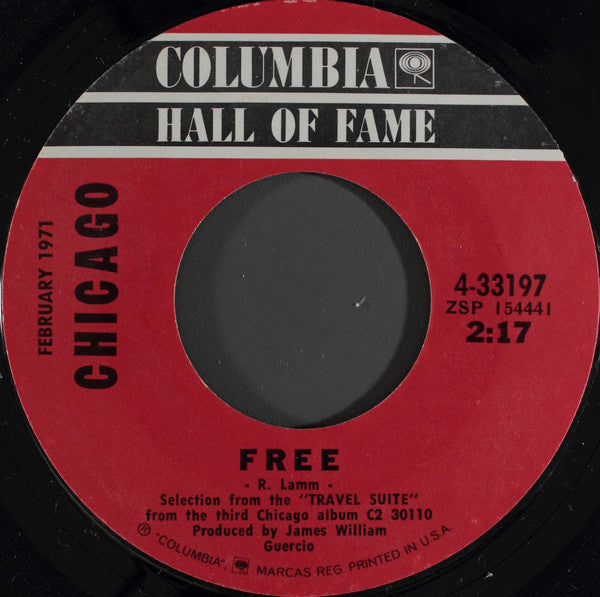 COLUMBIA
HALL OF FAME
CHICAGO
FEBRUARY 1971
4-33197
ZSP 154441
2:17
FREE
- R. Lamm -
Selection from the "TRAVEL SUITE"
from the third Chicago album C2 30110
Produced by James William
Guercio
℗ "COLUMBIA", MARCAS REG. PRINTED IN U.S.A.